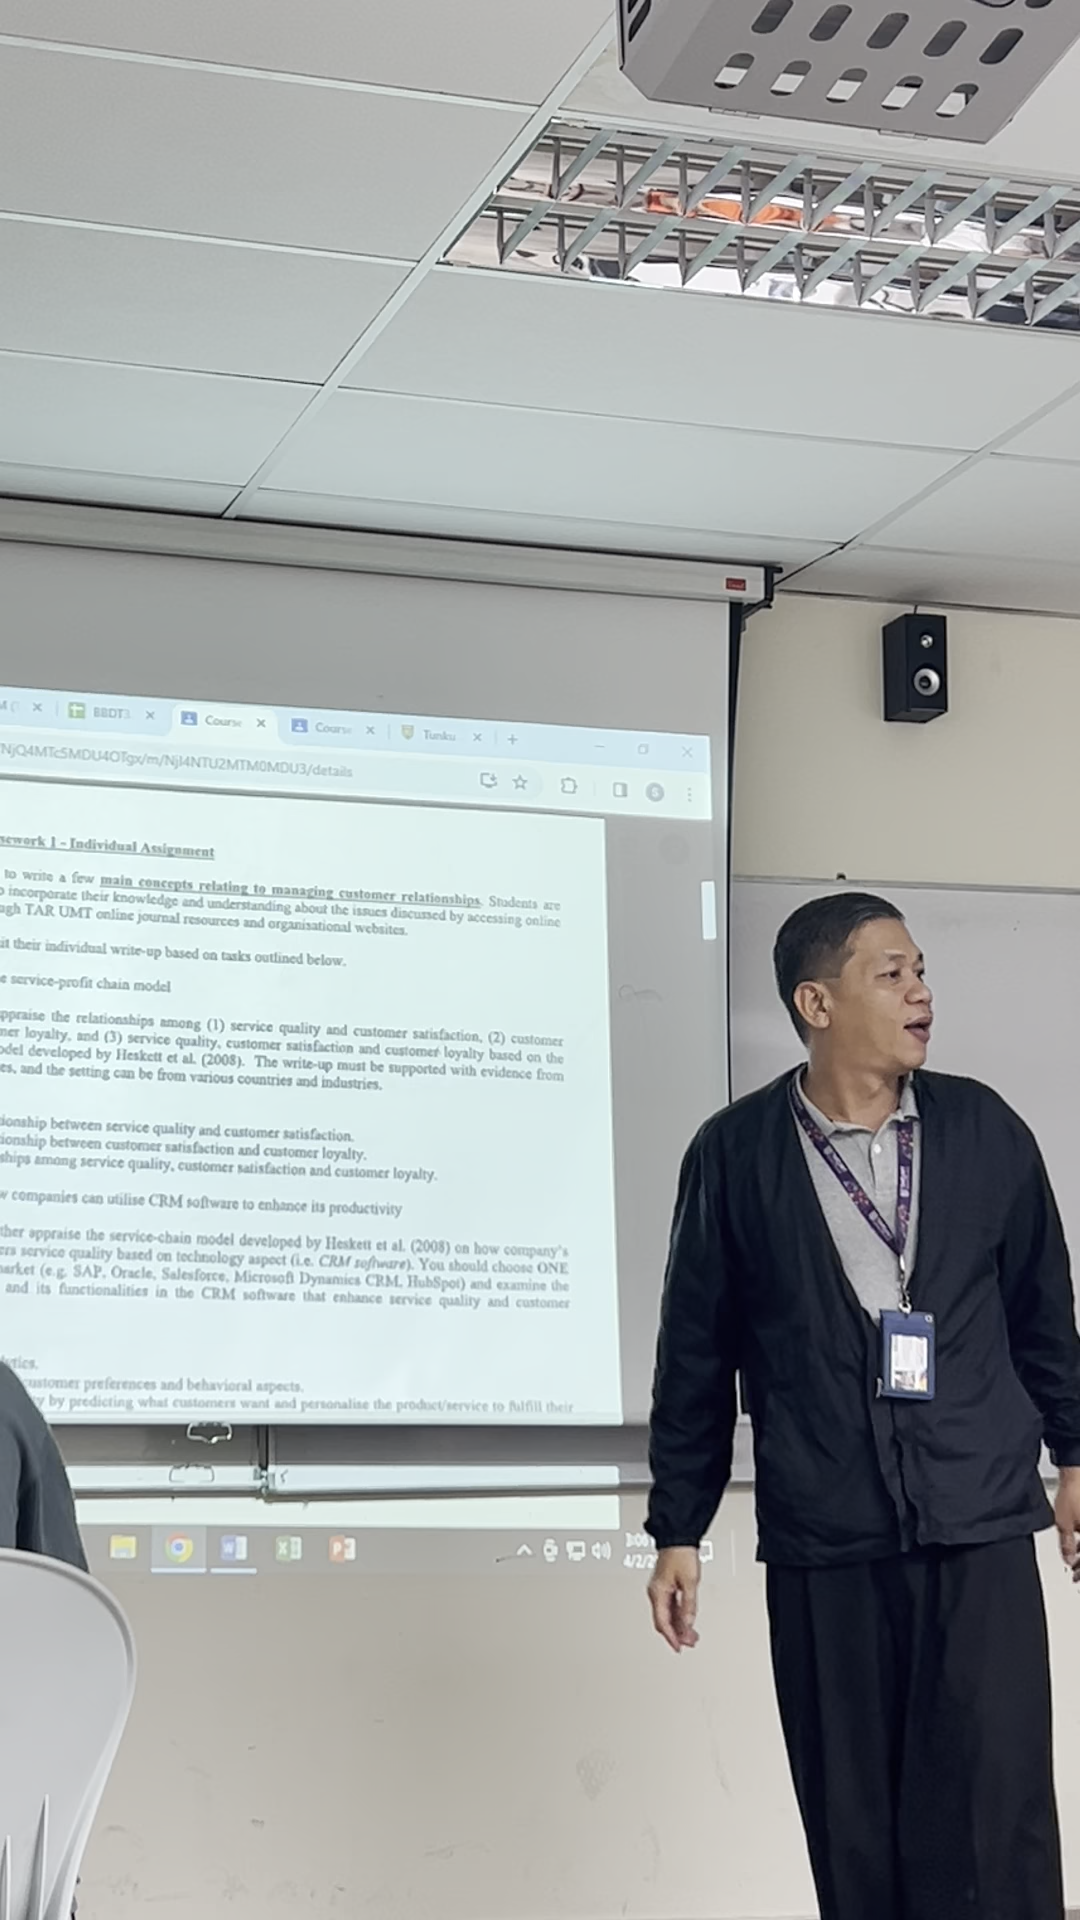 BBDT3
Course
Course
Tunku
NjQ4MTc5MDU4OTgx/m/NjI4NTU2MTM0MDU3/details
sework 1 - Individual Assignment
to write a few main concepts relating to managing customer relationships. Students are
incorporate their knowledge and understanding about the issues discussed by accessing online
ugh TAR UMT online journal resources and organisational websites.
it their individual write-up based on tasks outlined below.
e service-profit chain model
ppraise the relationships among (1) service quality and customer satisfaction, (2) customer
mer loyalty, and (3) service quality, customer satisfaction and customer loyalty based on the
odel developed by Heskett et al. (2008). The write-up must be supported with evidence from
es, and the setting can be from various countries and industries.
tionship between service quality and customer satisfaction.
tionship between customer satisfaction and customer loyalty.
ships among service quality, customer satisfaction and customer loyalty.
w companies can utilise CRM software to enhance its productivity
ther appraise the service-chain model developed by Heskett et al. (2008) on how company's
ers service quality based on technology aspect (i.e. CRM software). You should choose ONE
market (e.g. SAP, Oracle, Salesforce, Microsoft Dynamics CRM, HubSpot) and examine the
and its functionalities in the CRM software that enhance service quality and customer
lytics.
customer preferences and behavioral aspects.
y by predicting what customers want and personalise the product/service to fulfill their
4/2/2